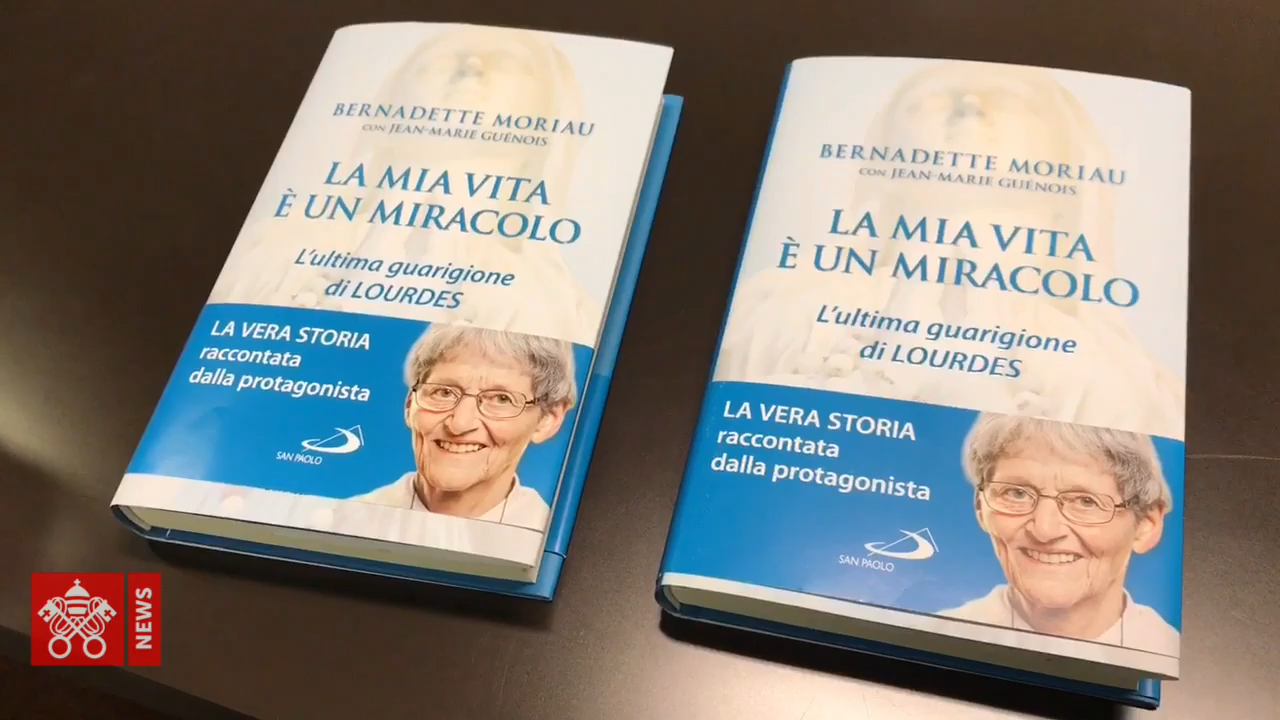 BERNADETTE MORIAU
CON JEAN-MARIE GUÉNOIS
LA MIA VITA
È UN MIRACOLO
L'ultima guarigione
di LOURDES
LA VERA STORIA
raccontata
dalla protagonista
SAN PAOLO
BERNADETTE MORIAU
CON JEAN-MARIE GUÉNOIS
LA MIA VITA
È UN MIRACOLO
L'ultima guarigione
di LOURDES
LA VERA STORIA
raccontata
dalla protagonista
SAN PAOLO
NEWS